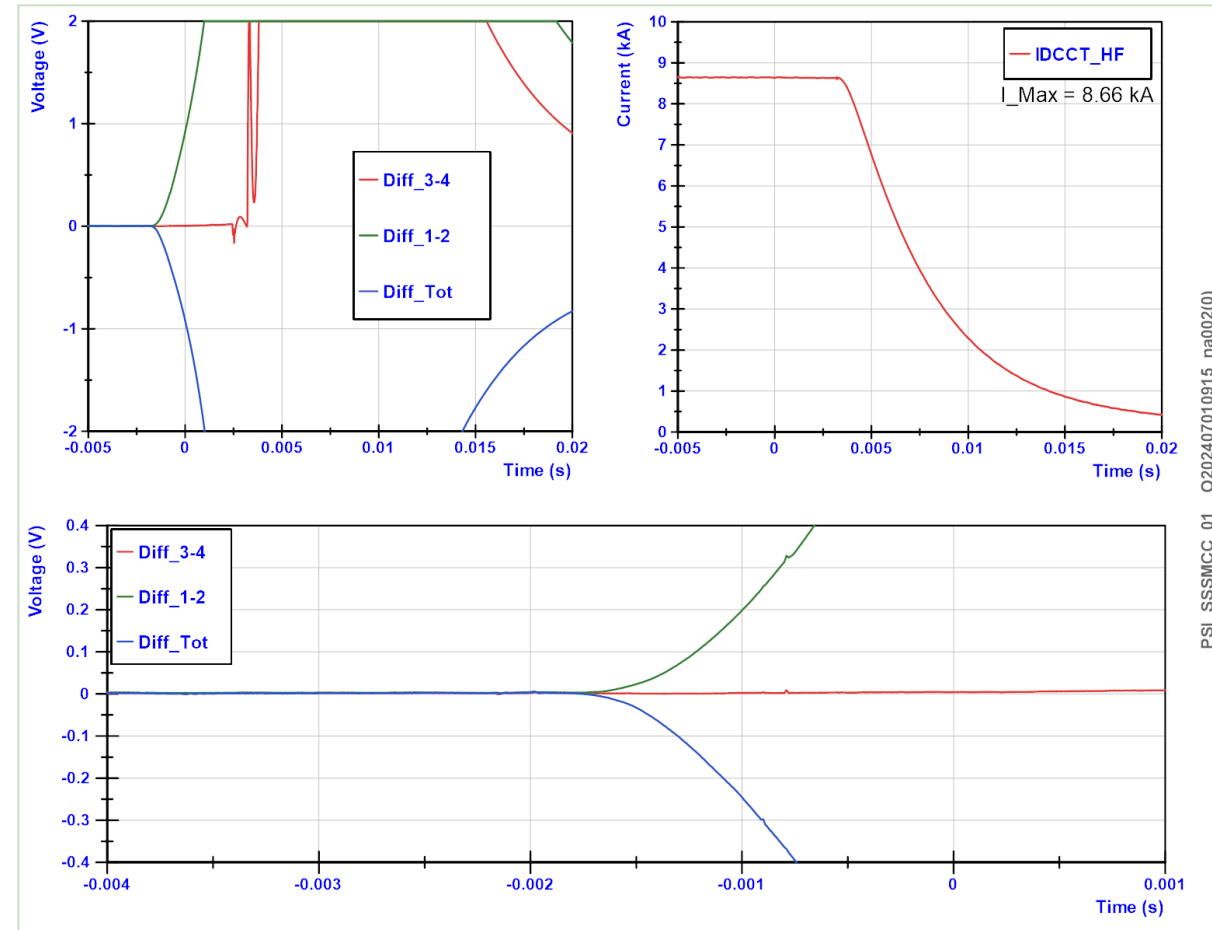 Voltage (V)
2
1
0
-1
-2
-0.005
0
0.005
0.01
0.015
0.02
Time (s)
Diff_3-4
Diff_1-2
Diff_Tot
Current (kA)
10
9
8
7
6
5
4
3
2
1
0
-0.005
0
0.005
0.01
0.015
0.02
Time (s)
IDCCT_HF
I_Max = 8.66 kA
Voltage (V)
0.4
0.3
0.2
0.1
0
-0.1
-0.2
-0.3
-0.4
-0.004
-0.003
-0.002
-0.001
0
0.001
Time (s)
Diff_3-4
Diff_1-2
Diff_Tot
PSI_SSSMCC_01 O202407010915_na002(0)